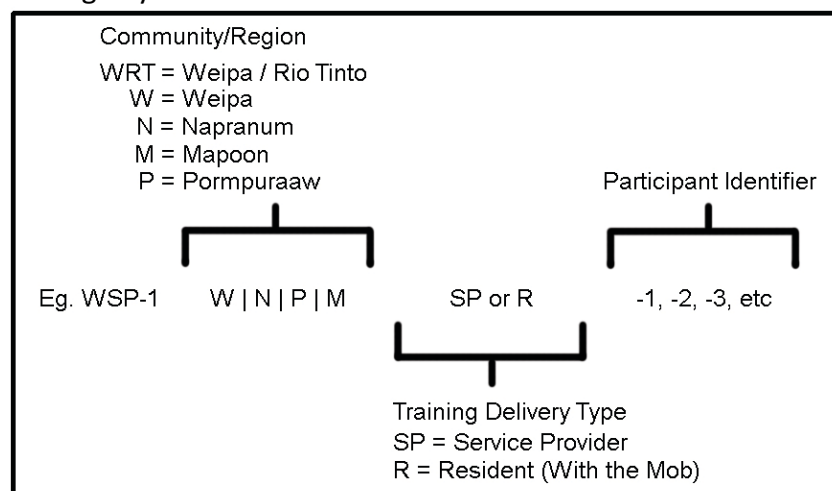 Community/Region
WRT = Weipa / Rio Tinto
W = Weipa
N = Napranum
M = Mapoon
P = Pormpuraaw
Participant Identifier
Eg. WSP-1 W | N | P | M SP or R -1, -2, -3, etc
Training Delivery Type
SP = Service Provider
R = Resident (With the Mob)